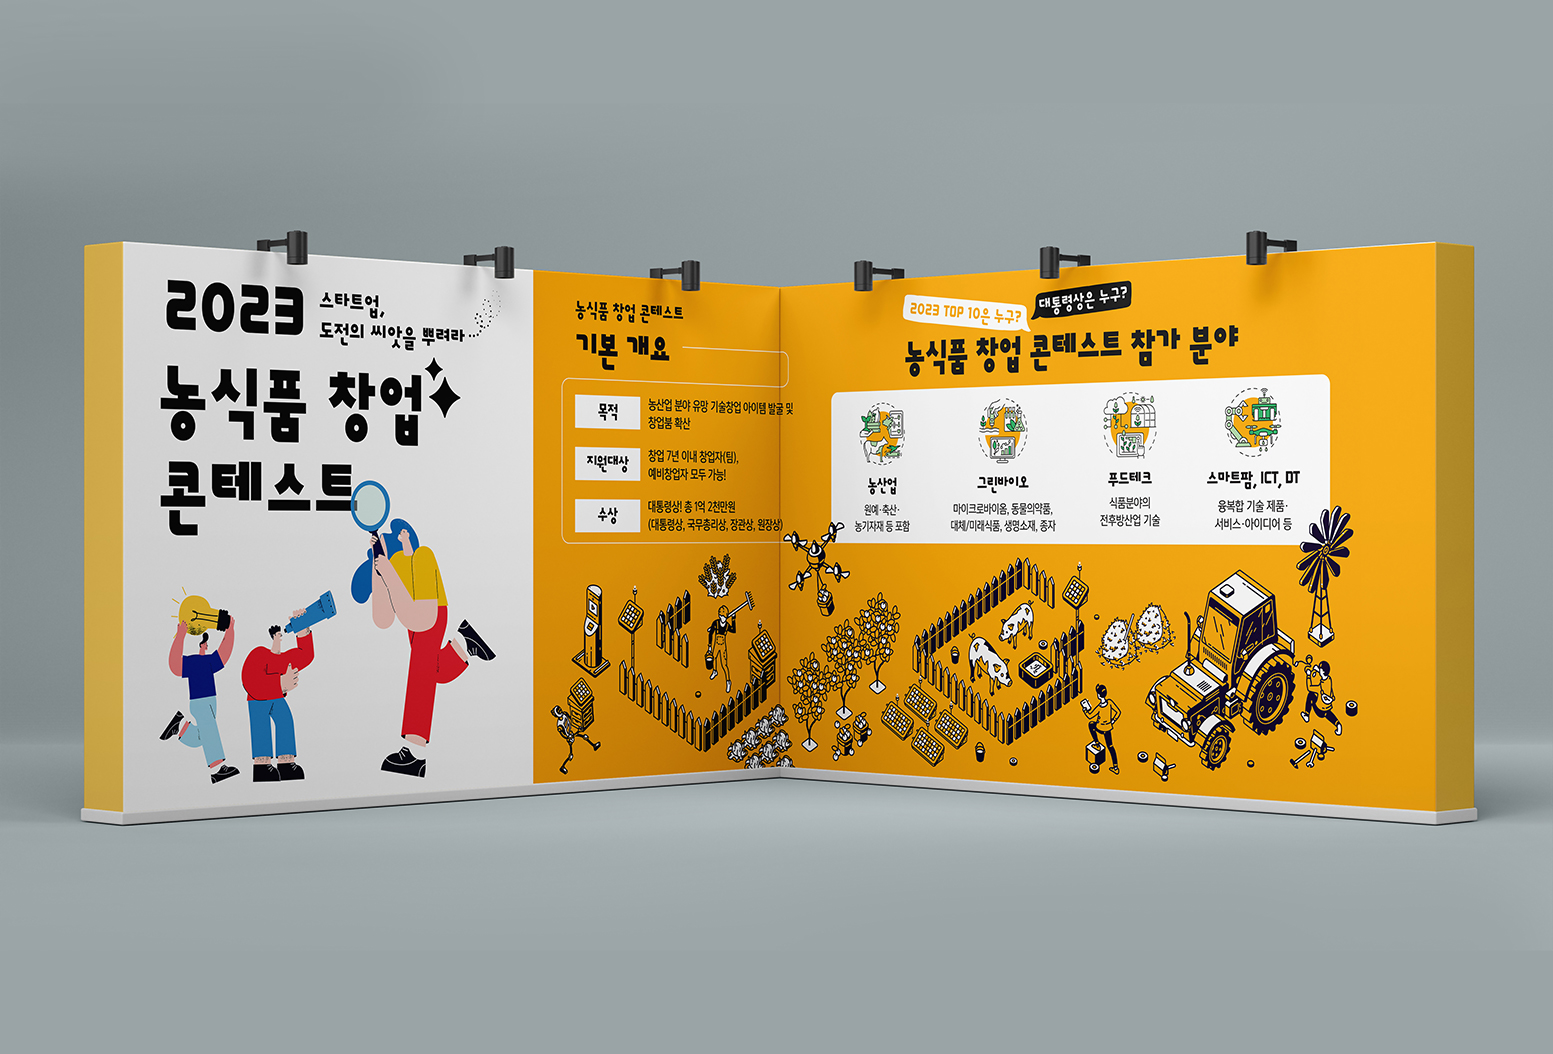 2023
스타트업,
도전의 씨앗을 뿌려라
농식품 창업
콘테스트
농식품 창업 콘테스트
기본 개요
목적
농산업 분야 유망 기술창업 아이템 발굴 및
창업붐 확산
지원대상
창업 7년 이내 창업자(팀),
예비창업자 모두 가능!
수상
대통령상! 총 1억 2천만원
(대통령상, 국무총리상, 장관상, 원장상)
2023 TOP 10은 누구?
대통령상은 누구?
농식품 창업 콘테스트 참가 분야
농산업
원예·축산·
농기자재 등 포함
그린바이오
마이크로바이옴, 동물의약품,
대체/미래식품, 생명소재, 종자
푸드테크
식품분야의
전후방산업 기술
스마트팜, ICT, DT
융복합 기술 제품·
서비스·아이디어 등